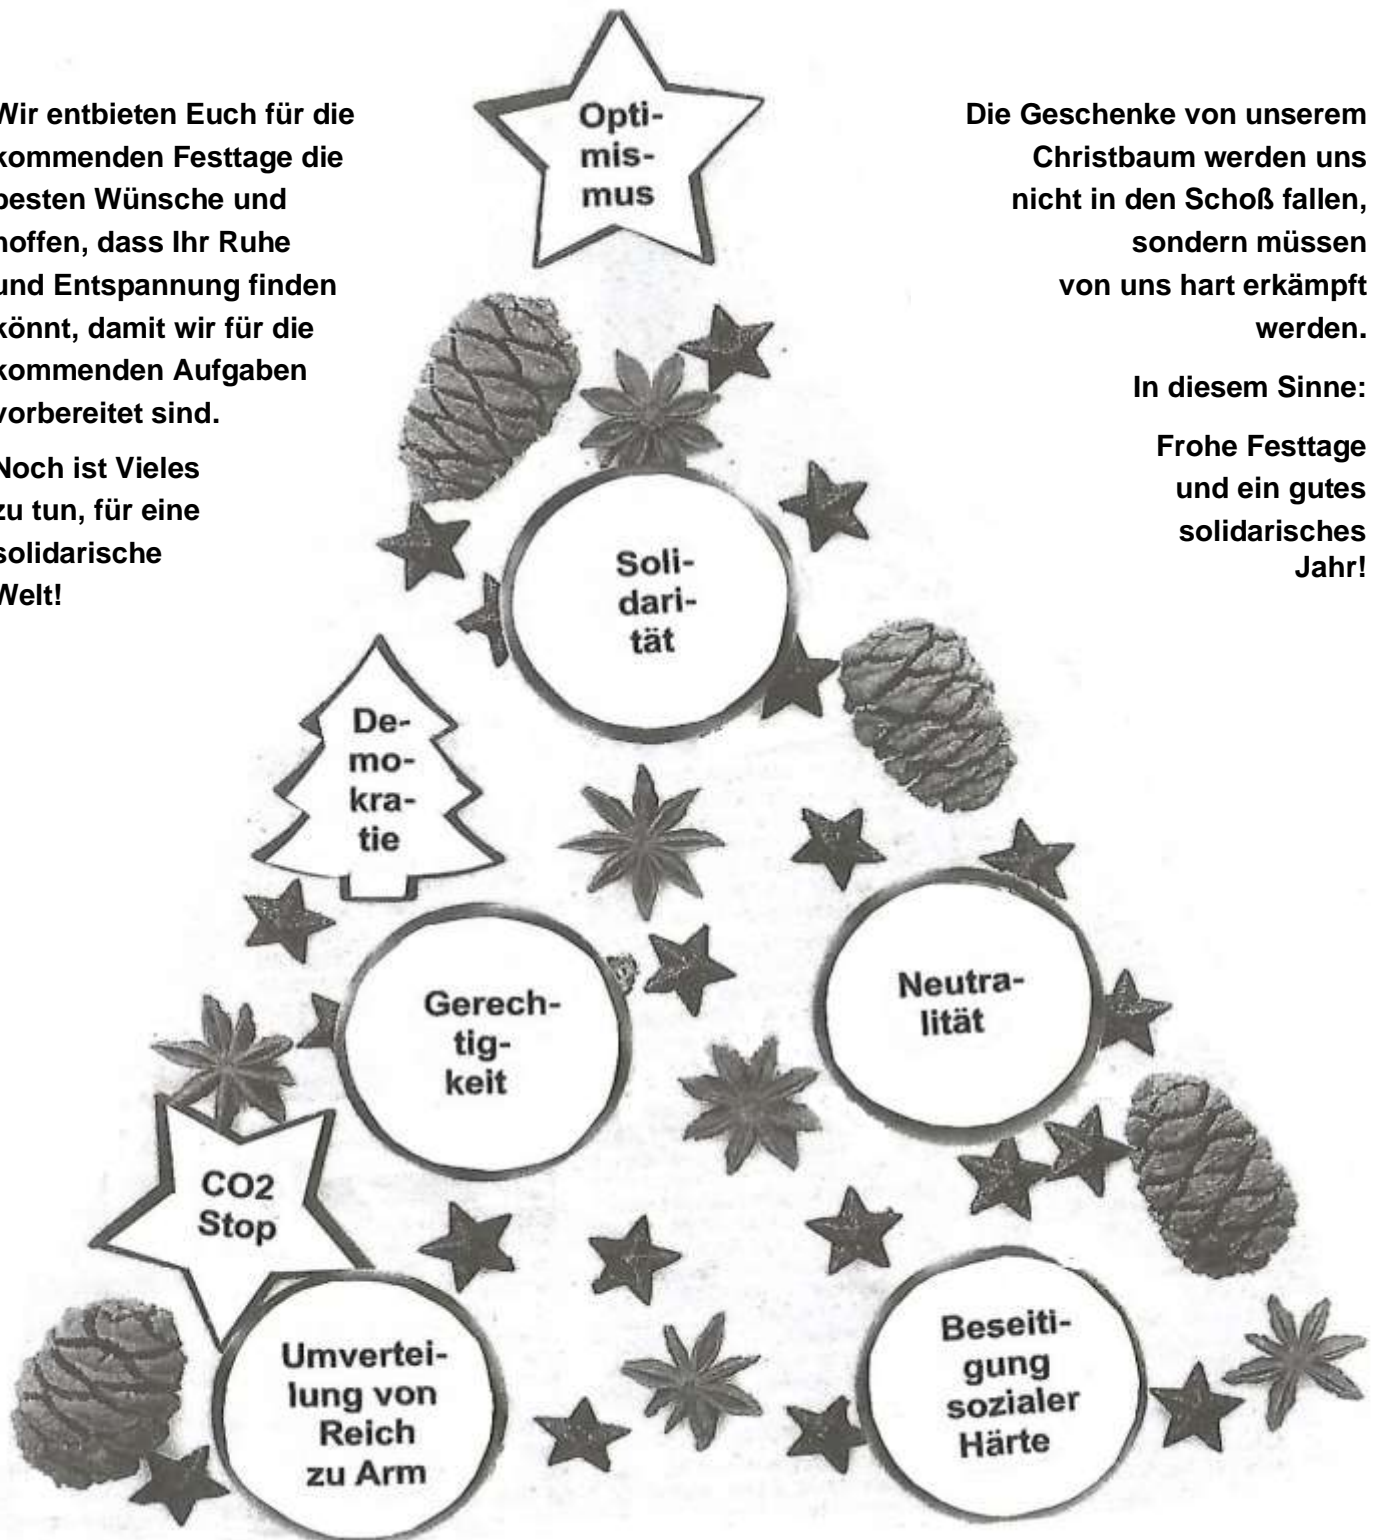 Wir entbieten Euch für die
kommenden Festtage die
besten Wünsche und
hoffen, dass Ihr Ruhe
und Entspannung finden
könnt, damit wir für die
kommenden Aufgaben
vorbereitet sind.
Noch ist Vieles
zu tun, für eine
solidarische
Welt!
Opti-
mis-
mus
Die Geschenke von unserem
Christbaum werden uns
nicht in den Schoß fallen,
sondern müssen
von uns hart erkämpft
werden.
In diesem Sinne:
Frohe Festtage
und ein gutes
solidarisches
Jahr!
Soli-
dari-
tät
De-
mo-
kra-
tie
Gerech-
tig-
keit
Neutra-
lität
CO2
Stop
Umvertei-
lung von
Reich
zu Arm
Beseiti-
gung
sozialer
Härte